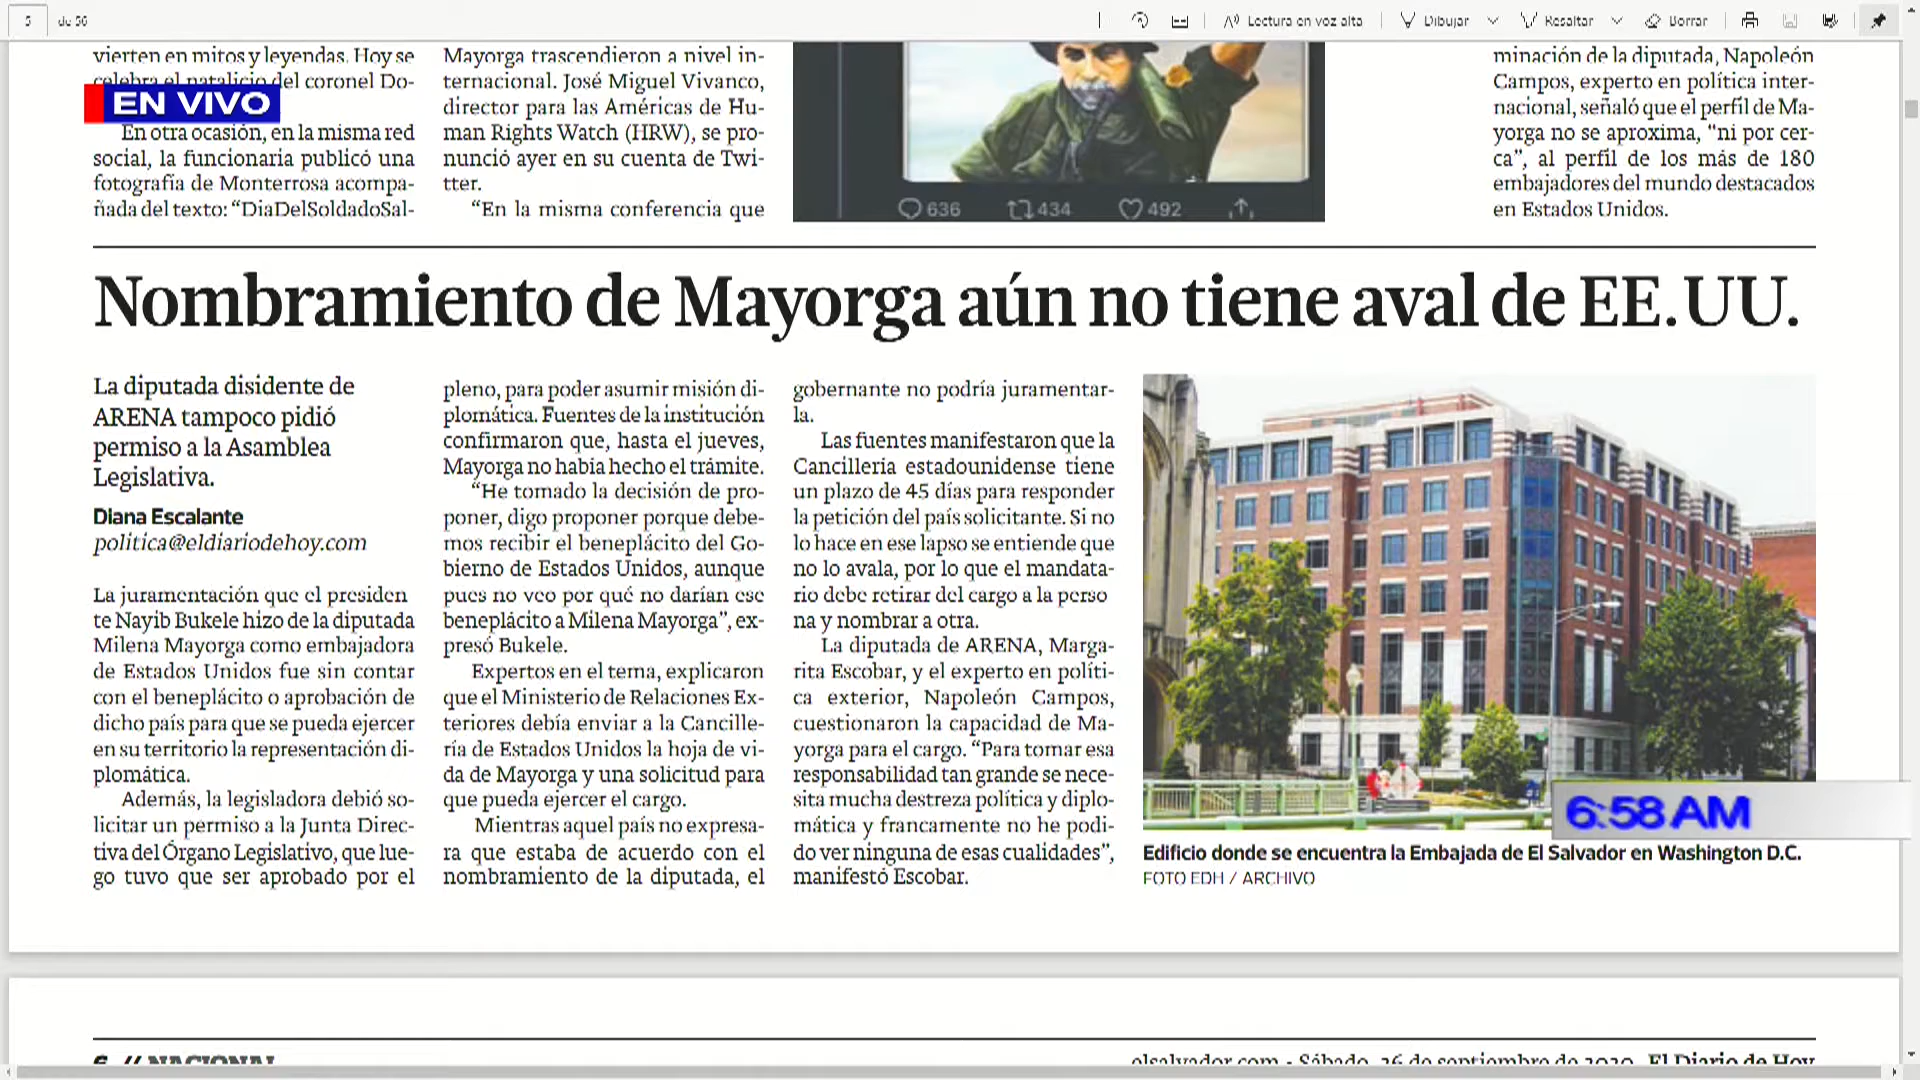 5 de 56
Lectura en voz alta
Dibujar
Resaltar
Borrar
EN VIVO
vierten en mitos y leyendas. Hoy se
celebra el natalicio del coronel Do-
En otra ocasión, en la misma red
social, la funcionaria publicó una
fotografía de Monterrosa acompa-
ñada del texto: “DiaDelSoldadoSal-
Mayorga trascendieron a nivel in-
ternacional. José Miguel Vivanco,
director para las Américas de Hu-
man Rights Watch (HRW), se pro-
nunció ayer en su cuenta de Twi-
tter.
“En la misma conferencia que
636 434 492
minación de la diputada, Napoleón
Campos, experto en política inter-
nacional, señaló que el perfil de Ma-
yorga no se aproxima, “ni por cer-
ca”, al perfil de los más de 180
embajadores del mundo destacados
en Estados Unidos.
Nombramiento de Mayorga aún no tiene aval de EE.UU.
La diputada disidente de
ARENA tampoco pidió
permiso a la Asamblea
Legislativa.
Diana Escalante
politica@eldiariodehoy.com
La juramentación que el presiden
te Nayib Bukele hizo de la diputada
Milena Mayorga como embajadora
de Estados Unidos fue sin contar
con el beneplácito o aprobación de
dicho país para que se pueda ejercer
en su territorio la representación di-
plomática.
Además, la legisladora debió so-
licitar un permiso a la Junta Direc-
tiva del Órgano Legislativo, que lue-
go tuvo que ser aprobado por el
pleno, para poder asumir misión di-
plomática. Fuentes de la institución
confirmaron que, hasta el jueves,
Mayorga no había hecho el trámite.
“He tomado la decisión de pro-
poner, digo proponer porque debe-
mos recibir el beneplácito del Go-
bierno de Estados Unidos, aunque
pues no veo por qué no darían ese
beneplácito a Milena Mayorga”, ex-
presó Bukele.
Expertos en el tema, explicaron
que el Ministerio de Relaciones Ex-
teriores debía enviar a la Cancille-
ría de Estados Unidos la hoja de vi-
da de Mayorga y una solicitud para
que pueda ejercer el cargo.
Mientras aquel país no expresa-
ra que estaba de acuerdo con el
nombramiento de la diputada, el
gobernante no podría juramentar-
la.
Las fuentes manifestaron que la
Cancillería estadounidense tiene
un plazo de 45 días para responder
la petición del país solicitante. Si no
lo hace en ese lapso se entiende que
no lo avala, por lo que el mandata-
rio debe retirar del cargo a la perso
na y nombrar a otra.
La diputada de ARENA, Marga-
rita Escobar, y el experto en políti-
ca exterior, Napoleón Campos,
cuestionaron la capacidad de Ma-
yorga para el cargo. “Para tomar esa
responsabilidad tan grande se nece-
sita mucha destreza política y diplo-
mática y francamente no he podi-
do ver ninguna de esas cualidades”,
manifestó Escobar.
6:58 AM
Edificio donde se encuentra la Embajada de El Salvador en Washington D.C.
FOTO EDH / ARCHIVO
6 // NACIONAL
elsalvador.com - Sábado, 26 de septiembre de 2020 El Diario de Hoy